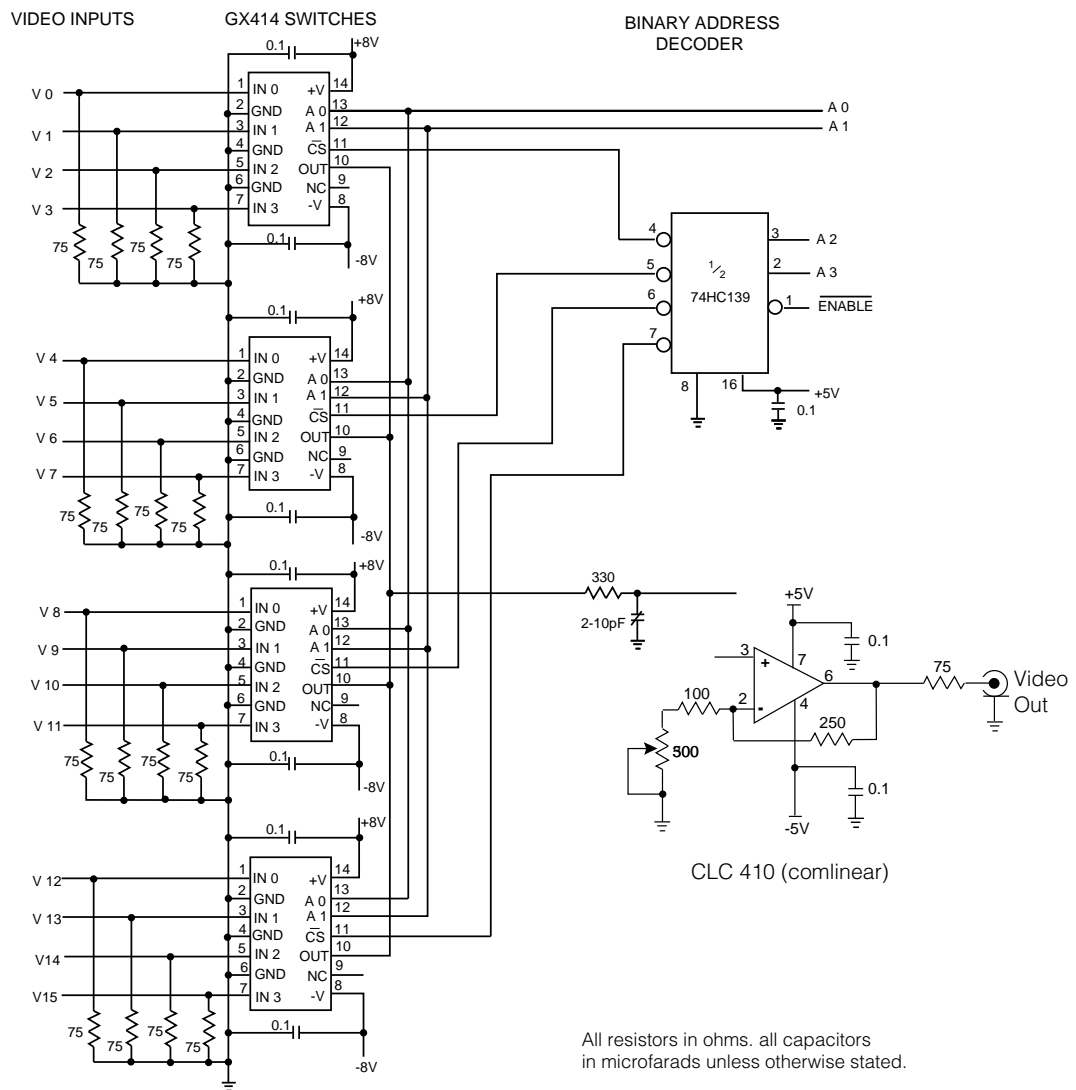 VIDEO INPUTS
GX414 SWITCHES
BINARY ADDRESS
DECODER
0.1
+8V
V 0
1
IN 0
+V
14
2
GND
A 0
13
A 0
V 1
3
IN 1
A 1
12
A 1
4
GND
CS
11
V 2
5
IN 2
OUT
10
6
GND
NC
9
V 3
7
IN 3
-V
8
75
75
75
75
0.1
-8V
4
3
A 2
5
1/2
2
A 3
6
74HC139
1
ENABLE
7
8
16
+5V
0.1
0.1
+8V
V 4
1
IN 0
+V
14
2
GND
A 0
13
V 5
3
IN 1
A 1
12
4
GND
CS
11
V 6
5
IN 2
OUT
10
6
GND
NC
9
V 7
7
IN 3
-V
8
75
75
75
75
0.1
-8V
0.1
+8V
V 8
1
IN 0
+V
14
2
GND
A 0
13
V 9
3
IN 1
A 1
12
4
GND
CS
11
V 10
5
IN 2
OUT
10
6
GND
NC
9
V 11
7
IN 3
-V
8
75
75
75
75
0.1
-8V
330
2-10pF
+5V
0.1
3
+
7
6
75
Video
Out
100
2
-
4
250
0.1
-5V
CLC 410 (comlinear)
0.1
+8V
V 12
1
IN 0
+V
14
2
GND
A 0
13
V 13
3
IN 1
A 1
12
4
GND
CS
11
V14
5
IN 2
OUT
10
6
GND
NC
9
V15
7
IN 3
-V
8
75
75
75
75
0.1
-8V
All resistors in ohms. all capacitors
in microfarads unless otherwise stated.